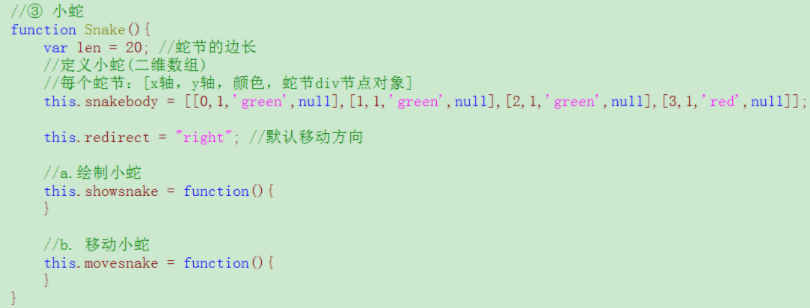 //③ 小蛇
function Snake(){
var len = 20; //蛇节的边长
//定义小蛇(二维数组)
//每个蛇节: [x轴, y轴, 颜色, 蛇节div节点对象]
this.snakebody = [[0,1,'green',null],[1,1,'green',null],[2,1,'green',null],[3,1,'red',null]];
this.redirect = "right"; //默认移动方向
//a.绘制小蛇
this.showsnake = function(){
}
//b. 移动小蛇
this.movesnake = function(){
}
}